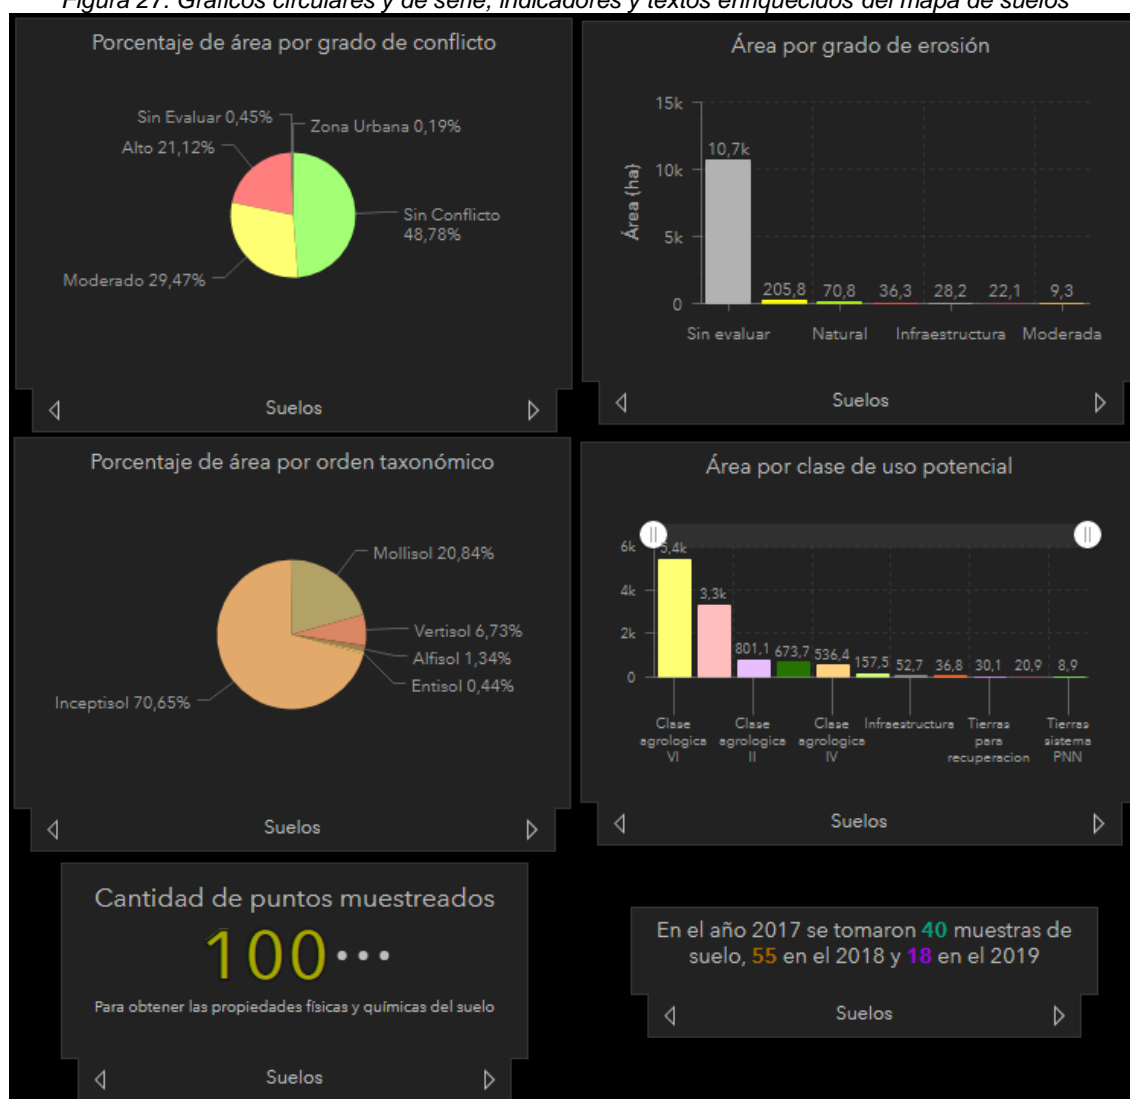 Figura 27. Gráficos circulares y de serie, indicadores y textos enriquecidos del mapa de suelos
Porcentaje de área por grado de conflicto
Sin Evaluar 0,45%
Zona Urbana 0,19%
Alto 21,12%
Sin Conflicto
48,78%
Moderado 29,47%
Suelos
Área por grado de erosión
Área (ha)
15k
10k
5k
0
10,7k
205,8
70,8
36,3
28,2
22,1
9,3
Sin evaluar
Natural
Infraestructura
Moderada
Suelos
Porcentaje de área por orden taxonómico
Mollisol 20,84%
Vertisol 6,73%
Alfisol 1,34%
Entisol 0,44%
Inceptisol 70,65%
Suelos
Área por clase de uso potencial
6k
4k
2k
0
5,4k
3,3k
801,1
673,7
536,4
157,5
52,7
36,8
30,1
20,9
8,9
Clase
agrologica
VI
Clase
agrologica
II
Clase
agrologica
IV
Infraestructura
Tierras
para
recuperacion
Tierras
sistema
PNN
Suelos
Cantidad de puntos muestreados
100...
Para obtener las propiedades físicas y químicas del suelo
Suelos
En el año 2017 se tomaron 40 muestras de
suelo, 55 en el 2018 y 18 en el 2019
Suelos